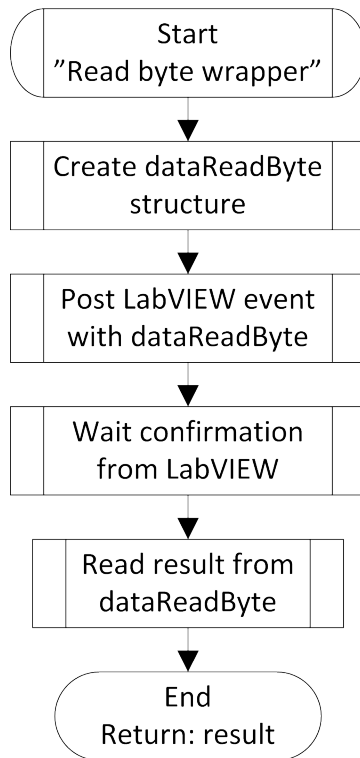 Start
”Read byte wrapper”
Create dataReadByte
structure
Post LabVIEW event
with dataReadByte
Wait confirmation
from LabVIEW
Read result from
dataReadByte
End
Return: result